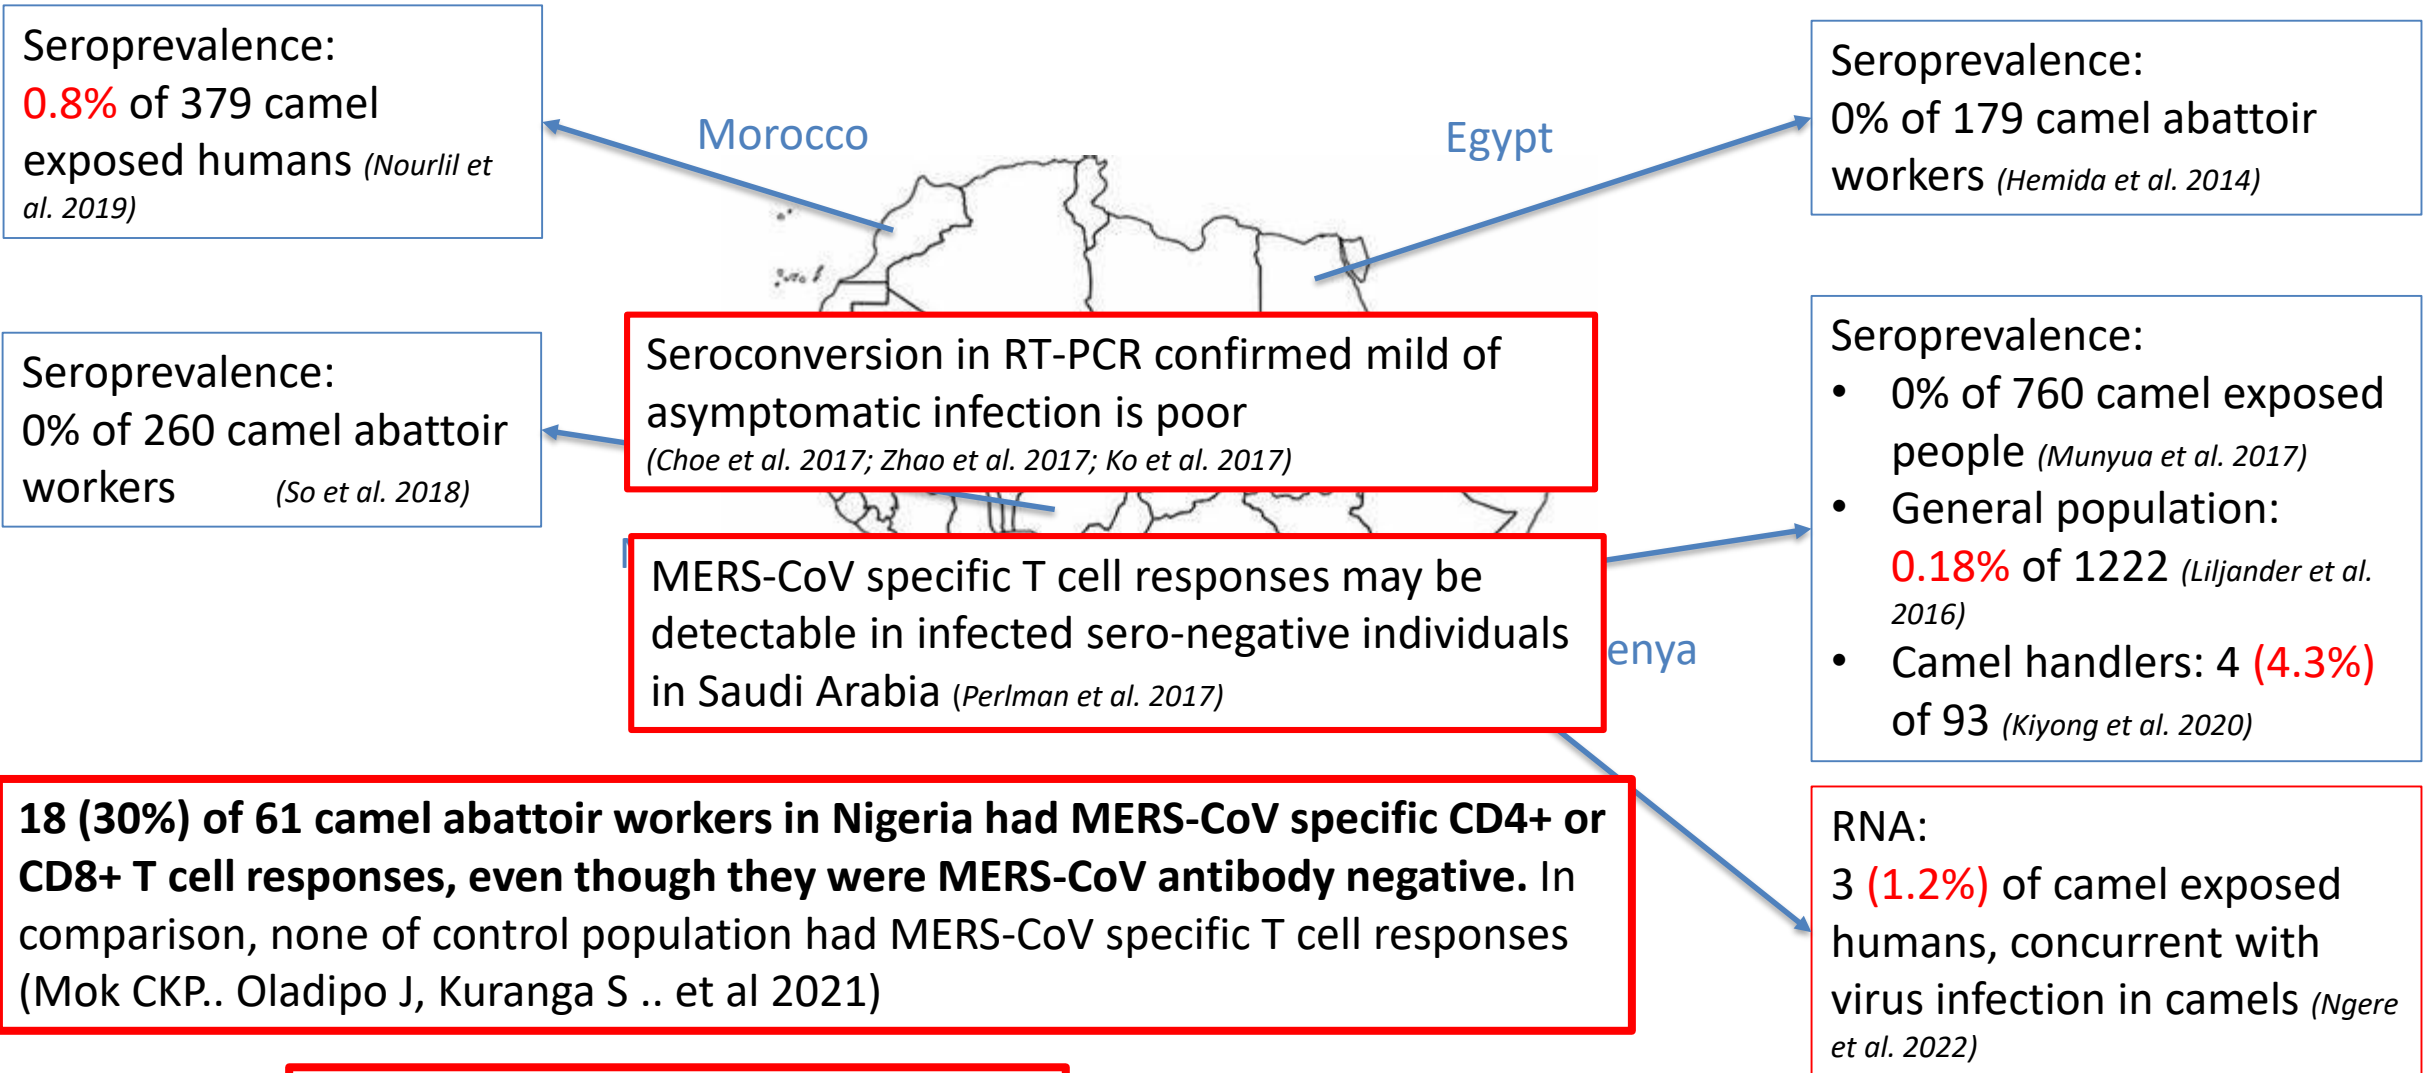 Seroprevalence:
0.8% of 379 camel
exposed humans (Nourlil et
al. 2019)
Morocco
Egypt
Seroprevalence:
0% of 179 camel abattoir
workers (Hemida et al. 2014)
Seroprevalence:
0% of 260 camel abattoir
workers (So et al. 2018)
Seroconversion in RT-PCR confirmed mild of
asymptomatic infection is poor
(Choe et al. 2017; Zhao et al. 2017; Ko et al. 2017)
MERS-CoV specific T cell responses may be
detectable in infected sero-negative individuals
in Saudi Arabia (Perlman et al. 2017)
enya
Seroprevalence:
• 0% of 760 camel exposed
people (Munyua et al. 2017)
• General population:
0.18% of 1222 (Liljander et al.
2016)
• Camel handlers: 4 (4.3%)
of 93 (Kiyong et al. 2020)
18 (30%) of 61 camel abattoir workers in Nigeria had MERS-CoV specific CD4+ or
CD8+ T cell responses, even though they were MERS-CoV antibody negative. In
comparison, none of control population had MERS-CoV specific T cell responses
(Mok CKP.. Oladipo J, Kuranga S .. et al 2021)
RNA:
3 (1.2%) of camel exposed
humans, concurrent with
virus infection in camels (Ngere
et al. 2022)